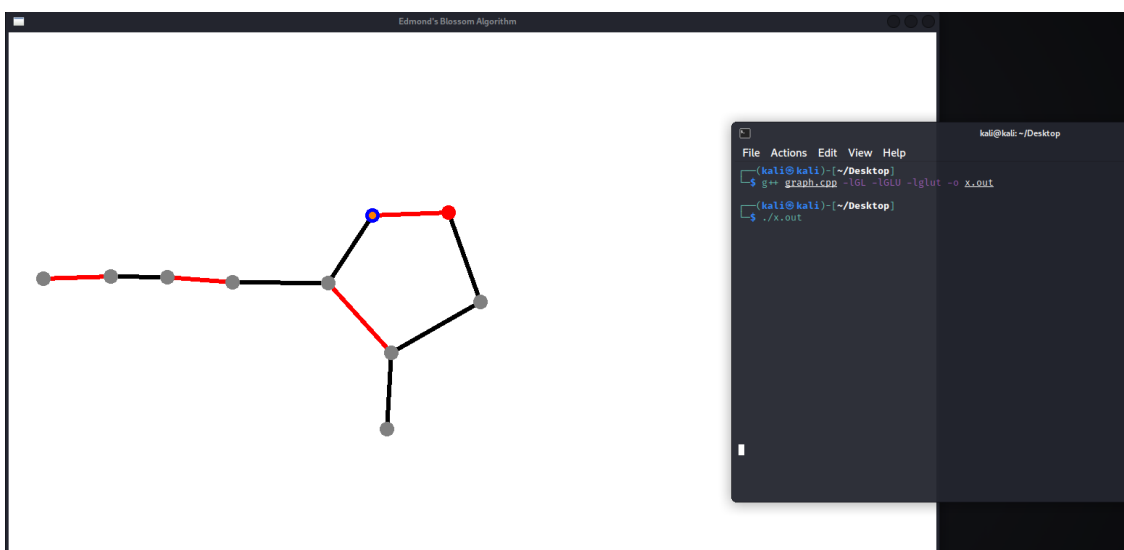 Edmond's Blossom Algorithm
kali@kali: ~/Desktop
File Actions Edit View Help
┌──(kali㉿kali)-[~/Desktop]
└─$ g++ graph.cpp -lGL -lGLU -lglut -o x.out
┌──(kali㉿kali)-[~/Desktop]
└─$ ./x.out